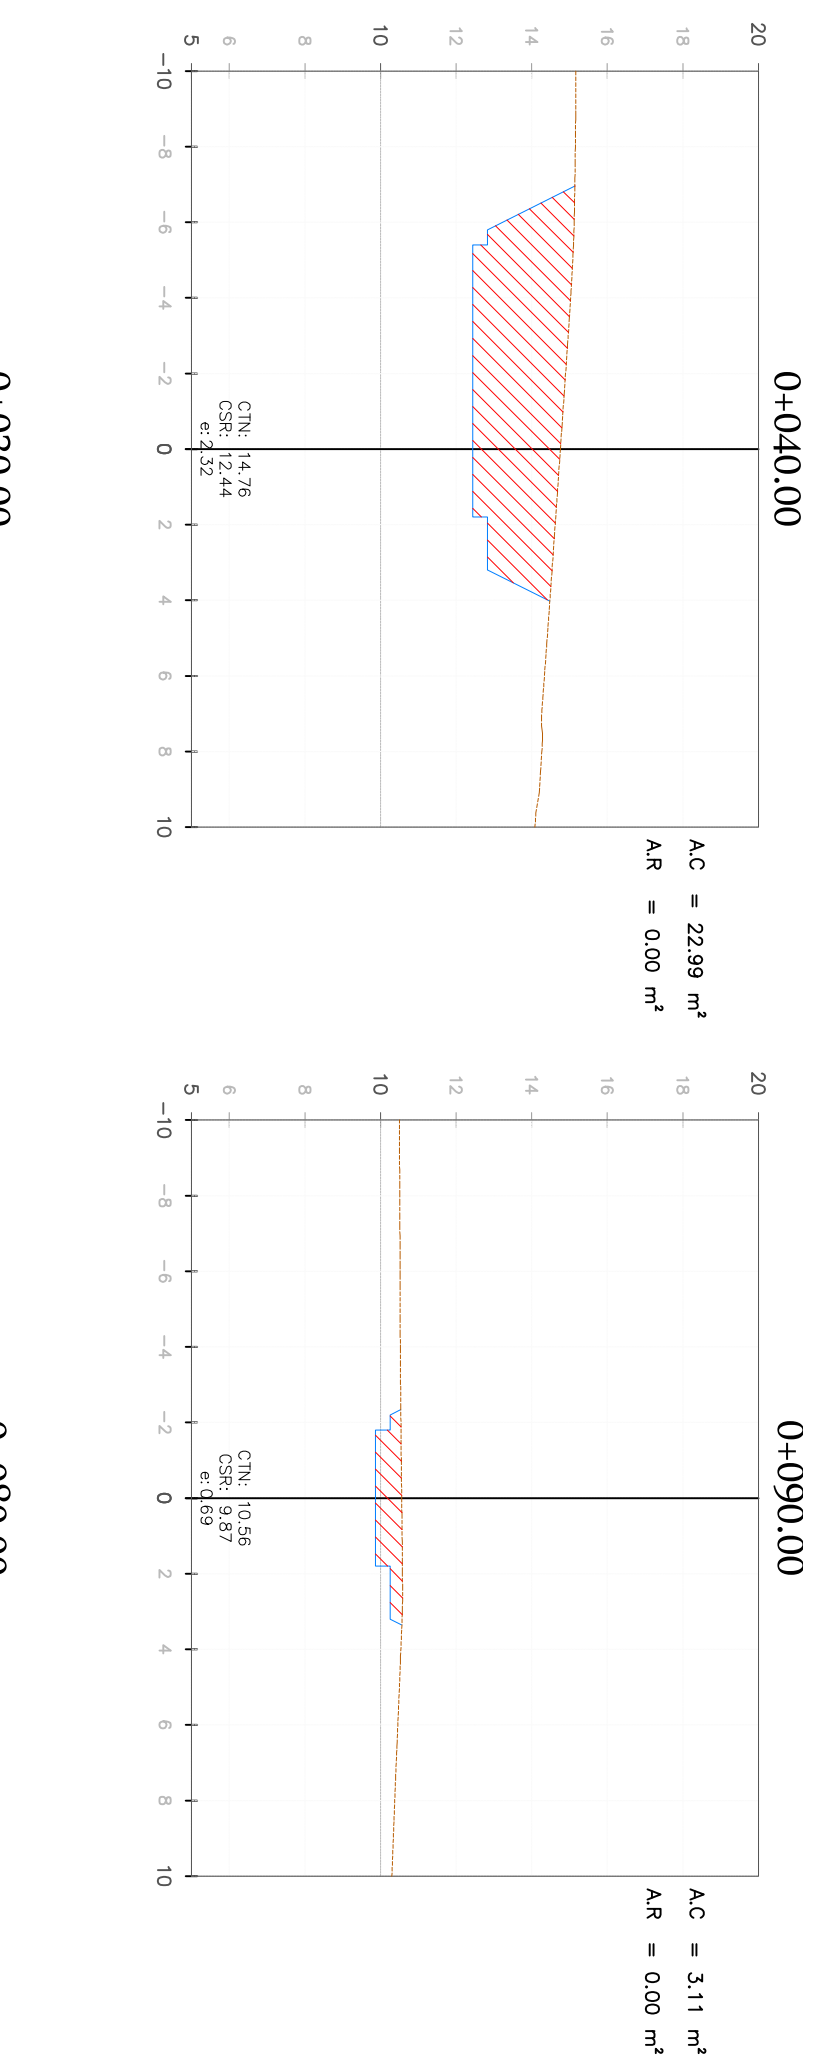 0+040.00
20
18
16
14
12
10
8
6
5
-10 -8 -6 -4 -2 0 2 4 6 8 10
CTN: 14.76
CSR: 12.44
e: 2.32
A.C = 22.99 m²
A.R = 0.00 m²
0+090.00
20
18
16
14
12
10
8
6
5
-10 -8 -6 -4 -2 0 2 4 6 8 10
CTN: 10.56
CSR: 9.87
e: 0.69
A.C = 3.11 m²
A.R = 0.00 m²